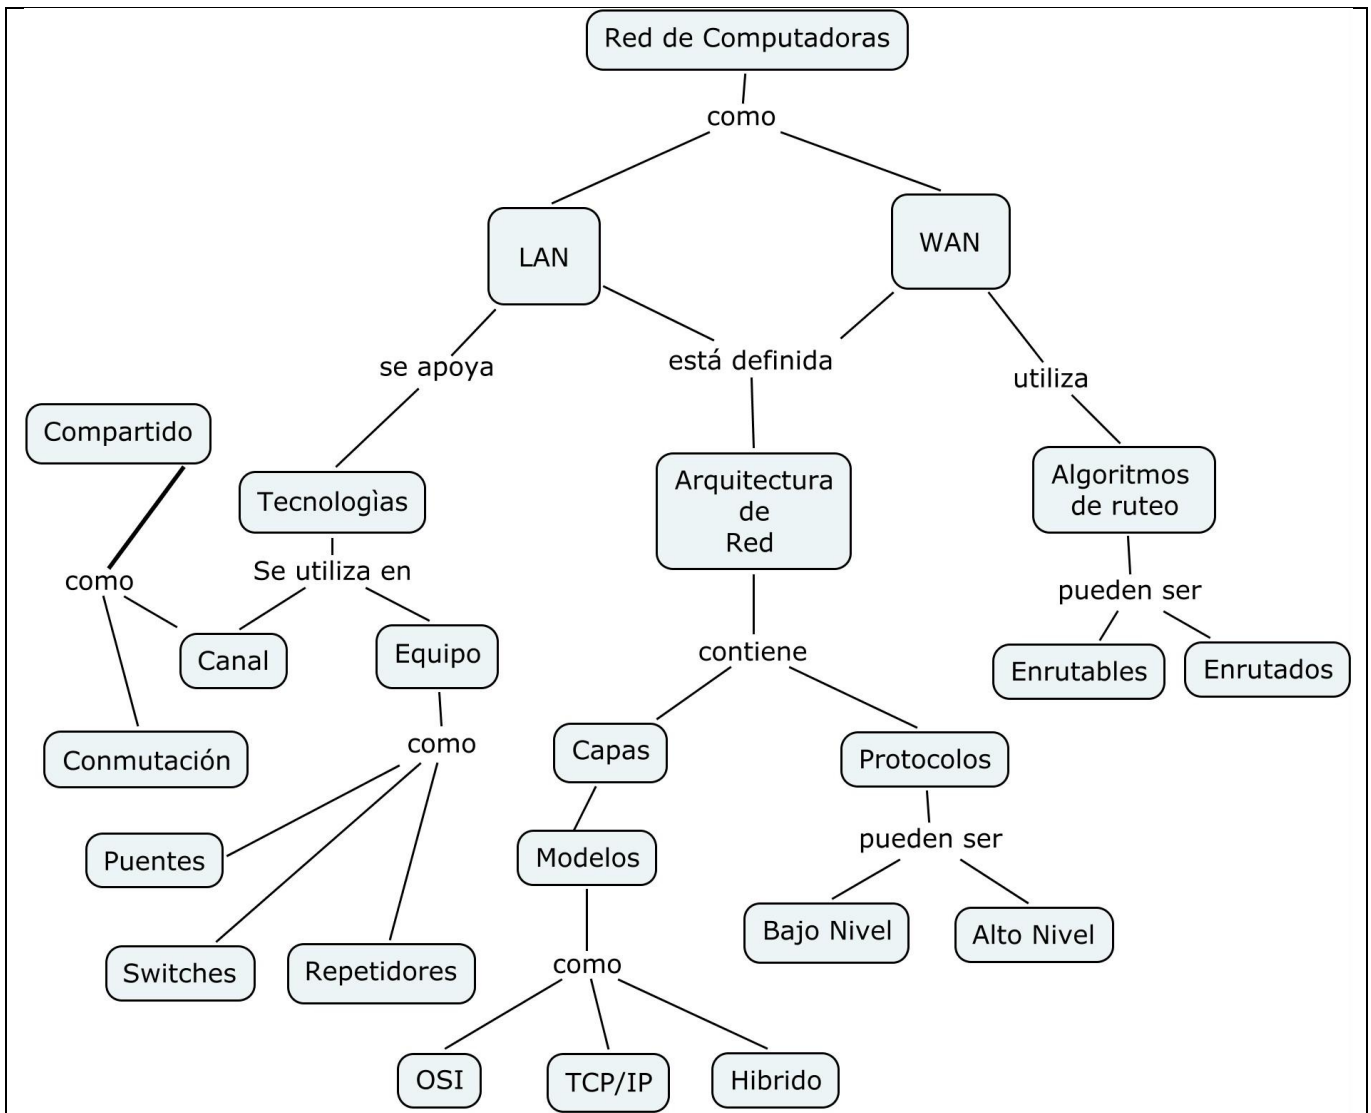 Red de Computadoras
como
LAN
WAN
se apoya
está definida
utiliza
Compartido
Tecnologìas
Arquitectura
de
Red
Algoritmos
de ruteo
como
Se utiliza en
pueden ser
Canal
Equipo
contiene
Enrutables
Enrutados
Conmutación
como
Capas
Protocolos
Puentes
Modelos
pueden ser
Switches
Repetidores
como
Bajo Nivel
Alto Nivel
OSI
TCP/IP
Hibrido